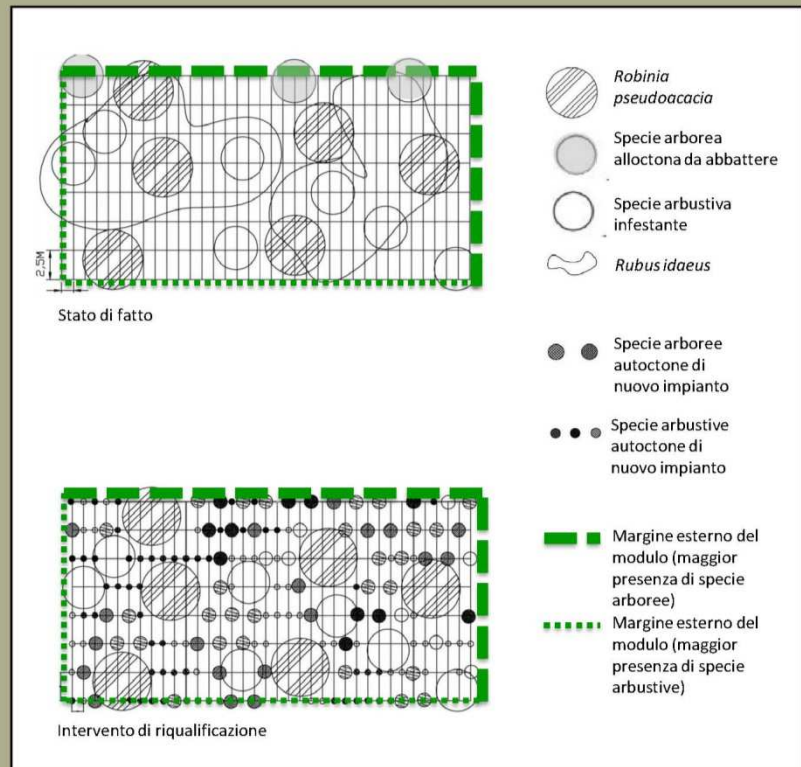 Robinia
pseudoacacia
Specie arborea
alloctona da abbattere
Specie arbustiva
infestante
Rubus idaeus
2,5M
Stato di fatto
Specie arboree
autoctone di
nuovo impianto
Specie arbustive
autoctone di
nuovo impianto
Margine esterno del
modulo (maggior
presenza di specie
arboree)
Margine esterno del
modulo (maggior
presenza di specie
arbustive)
Intervento di riqualificazione